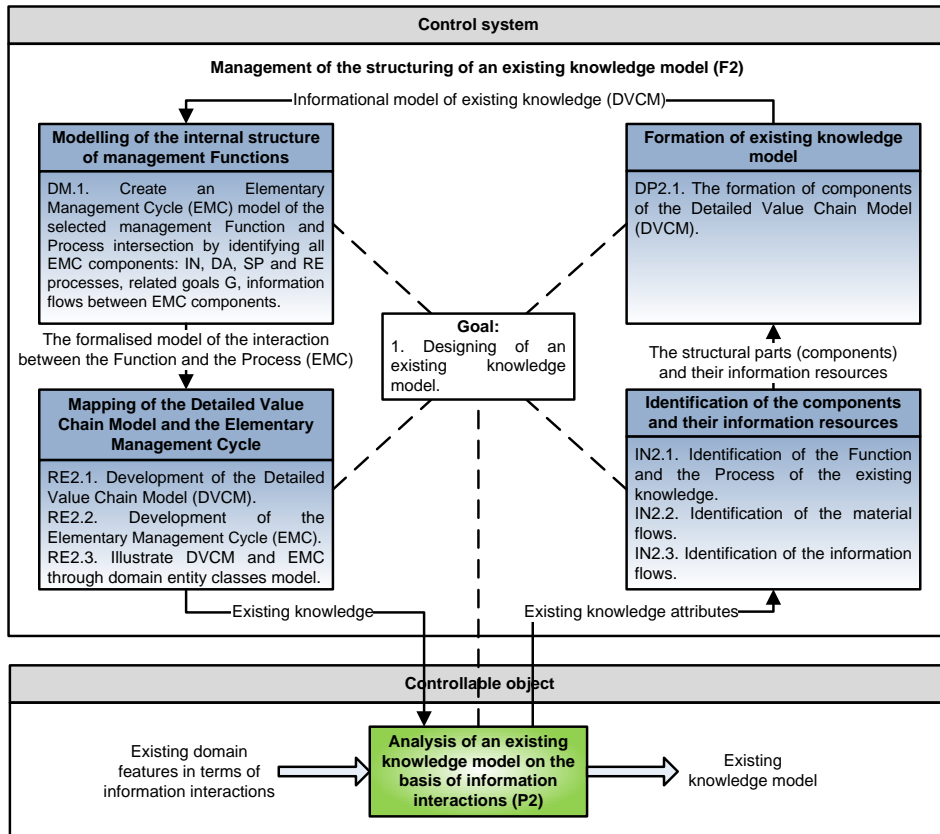 Control system
Management of the structuring of an existing knowledge model (F2)
Informational model of existing knowledge (DVCM)
Modelling of the internal structure
of management Functions
DM.1. Create an Elementary
Management Cycle (EMC) model of the
selected management Function and
Process intersection by identifying all
EMC components: IN, DA, SP and RE
processes, related goals G, information
flows between EMC components.
Formation of existing knowledge
model
DP2.1. The formation of components
of the Detailed Value Chain Model
(DVCM).
Goal:
1. Designing of an
existing knowledge
model.
The formalised model of the interaction
between the Function and the Process (EMC)
The structural parts (components)
and their information resources
Mapping of the Detailed Value
Chain Model and the Elementary
Management Cycle
RE2.1. Development of the Detailed
Value Chain Model (DVCM).
RE2.2. Development of the
Elementary Management Cycle (EMC).
RE2.3. Illustrate DVCM and EMC
through domain entity classes model.
Identification of the components
and their information resources
IN2.1. Identification of the Function
and the Process of the existing
knowledge.
IN2.2. Identification of the material
flows.
IN2.3. Identification of the information
flows.
Existing knowledge
Existing knowledge attributes
Controllable object
Existing domain
features in terms of
information interactions
Analysis of an existing
knowledge model on the
basis of information
interactions (P2)
Existing
knowledge model